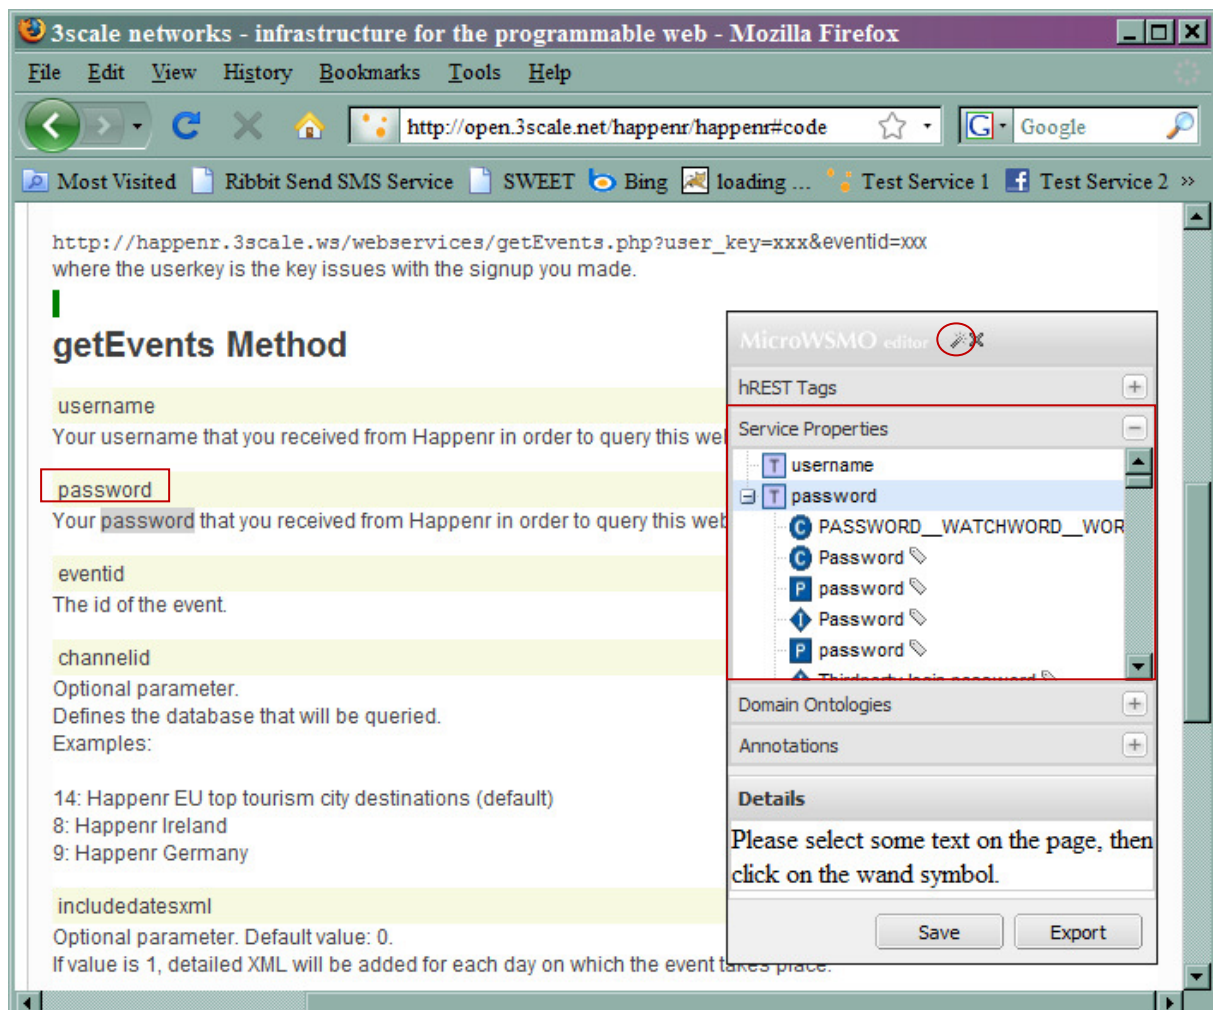 3scale networks - infrastructure for the programmable web - Mozilla Firefox
File Edit View History Bookmarks Tools Help
http://open.3scale.net/happenr/happenr#code
G Google
Most Visited Ribbit Send SMS Service SWEET Bing loading ... Test Service 1 Test Service 2 »
http://happenr.3scale.ws/webservices/getEvents.php?user_key=xxx&eventid=xxx
where the userkey is the key issues with the signup you made.
getEvents Method
username
Your username that you received from Happenr in order to query this wel
password
Your password that you received from Happenr in order to query this web
eventid
The id of the event.
channelid
Optional parameter.
Defines the database that will be queried.
Examples:
14: Happenr EU top tourism city destinations (default)
8: Happenr Ireland
9: Happenr Germany
includedatesxml
Optional parameter. Default value: 0.
If value is 1, detailed XML will be added for each day on which the event takes place.
MicroWSMO editor
hREST Tags
Service Properties
T username
T password
C PASSWORD__WATCHWORD__WOR
C Password
P password
I Password
P password
Thirdparty login password
Domain Ontologies
Annotations
Details
Please select some text on the page, then
click on the wand symbol.
Save Export